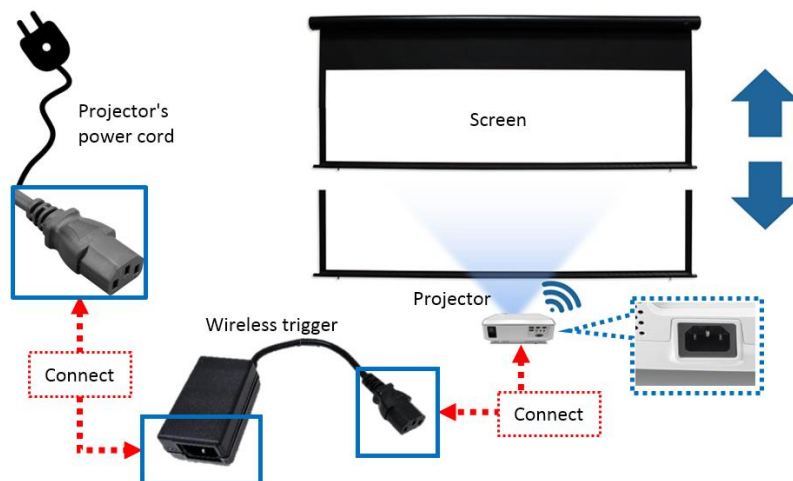 Projector's
power cord
Screen
Projector
Wireless trigger
Connect
Connect